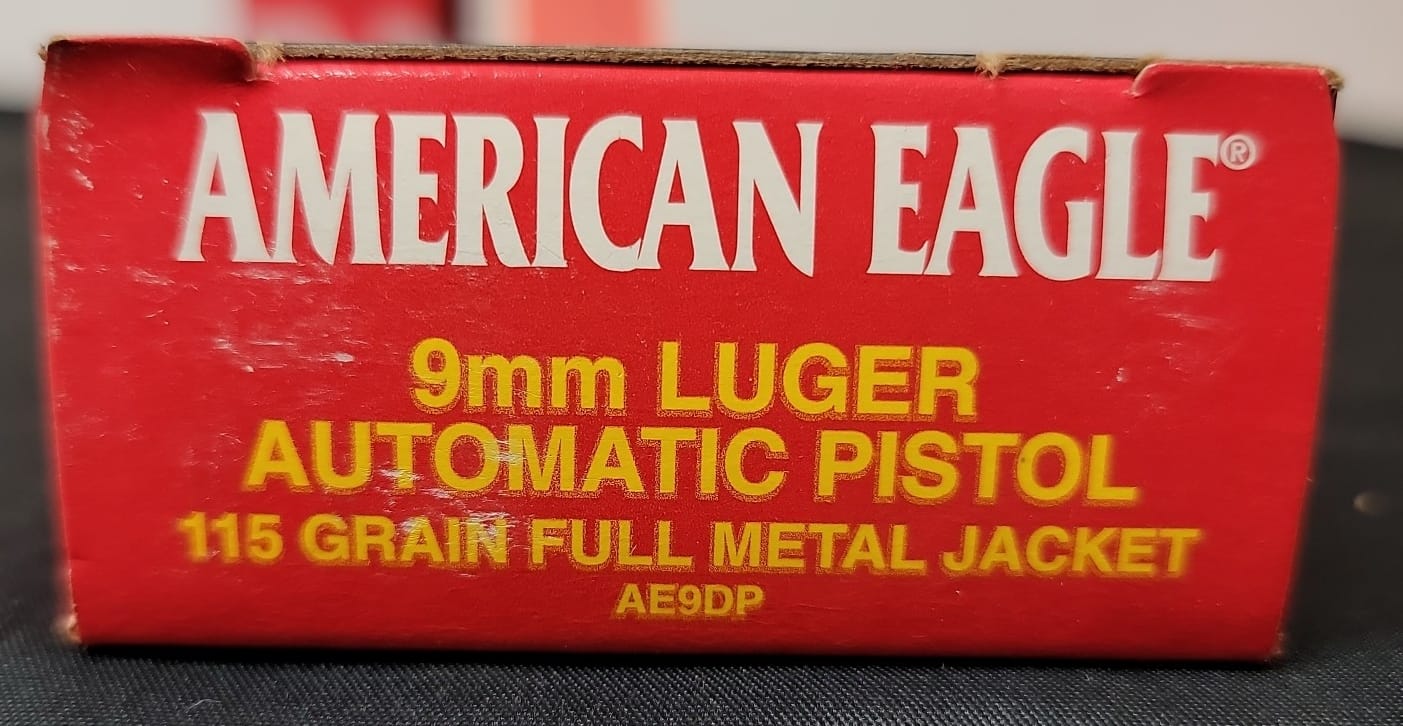 AMERICAN EAGLE®
9mm LUGER
AUTOMATIC PISTOL
115 GRAIN FULL METAL JACKET
AE9DP